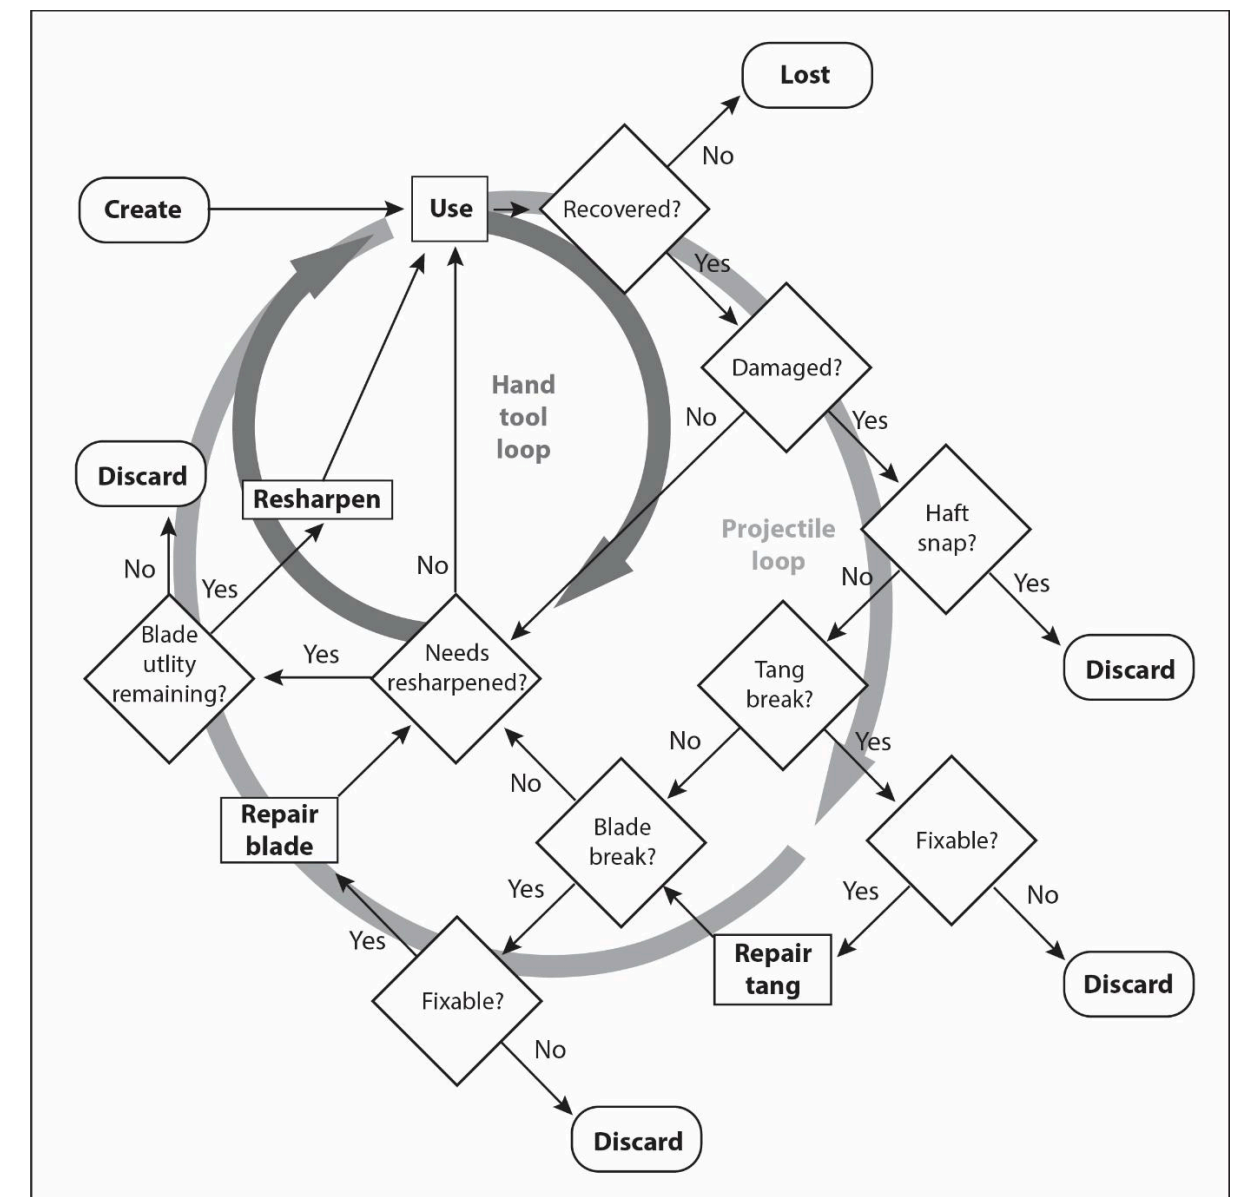 Lost
No
Create
Use
Recovered?
Yes
Damaged?
Hand
tool
loop
No
Yes
Discard
Resharpen
Projectile
loop
Haft
snap?
No
Yes
No
No
Yes
Blade
utlity
remaining?
Yes
Needs
resharpened?
Tang
break?
Discard
No
Yes
No
Repair
blade
Blade
break?
Fixable?
Yes
Yes
No
Yes
Repair
tang
Discard
Fixable?
No
Discard